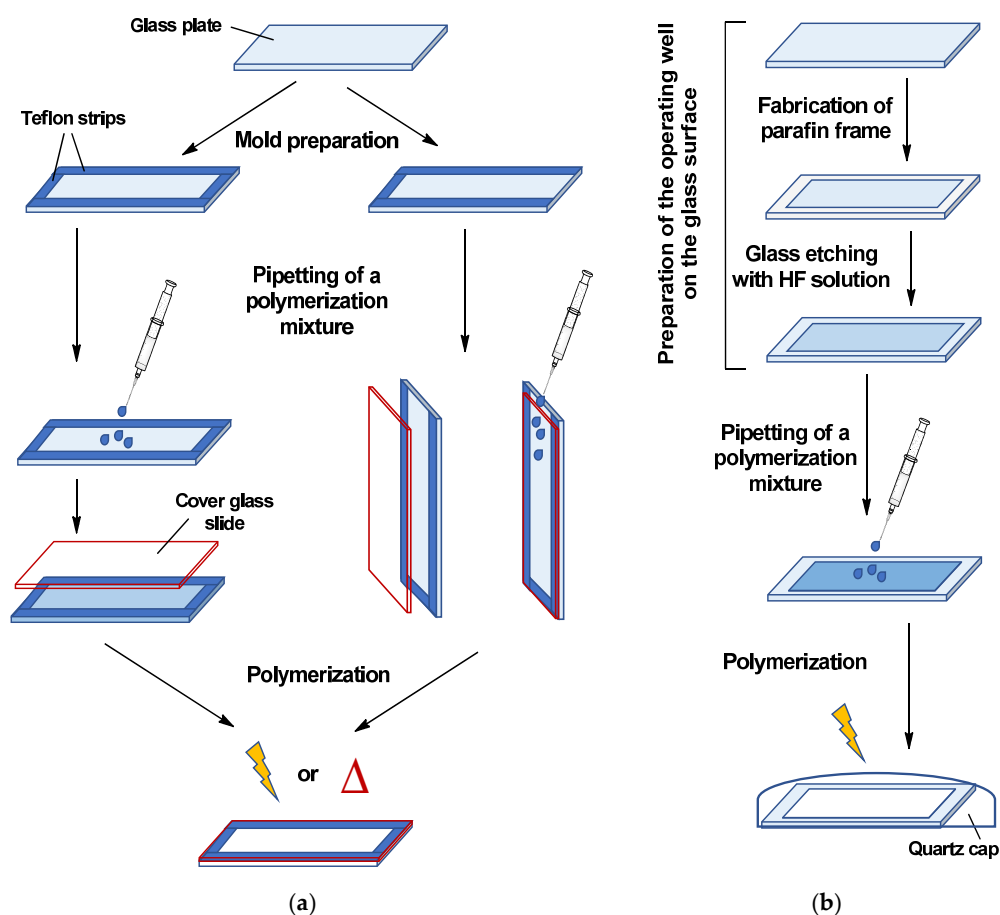 Glass plate
Teflon strips
Mold preparation
Pipetting of a
polymerization
mixture
Cover glass
slide
Polymerization
or
Δ
(a)
Preparation of the operating well
on the glass surface
Fabrication of
parafin frame
Glass etching
with HF solution
Pipetting of a
polymerization
mixture
Polymerization
Quartz cap
(b)